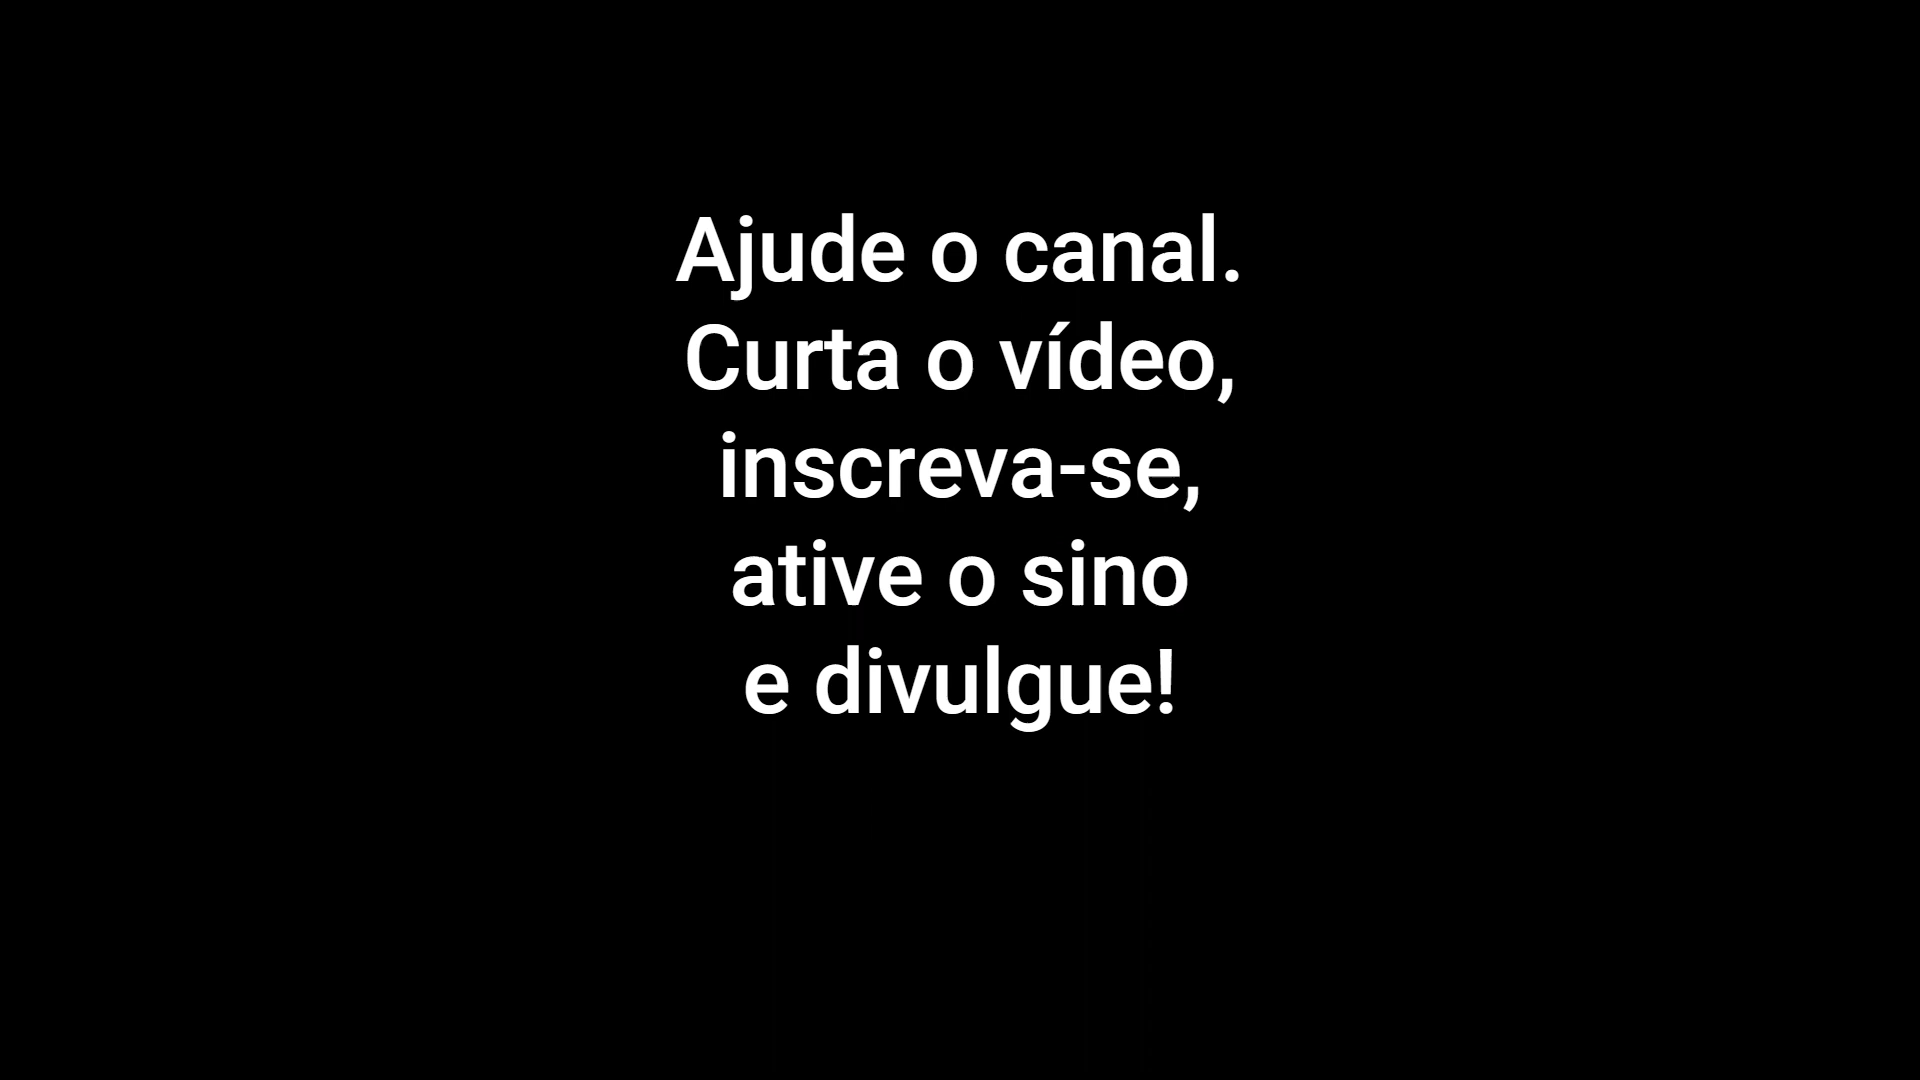 Ajude o canal.
Curta o vídeo,
inscreva-se,
ative o sino
e divulgue!